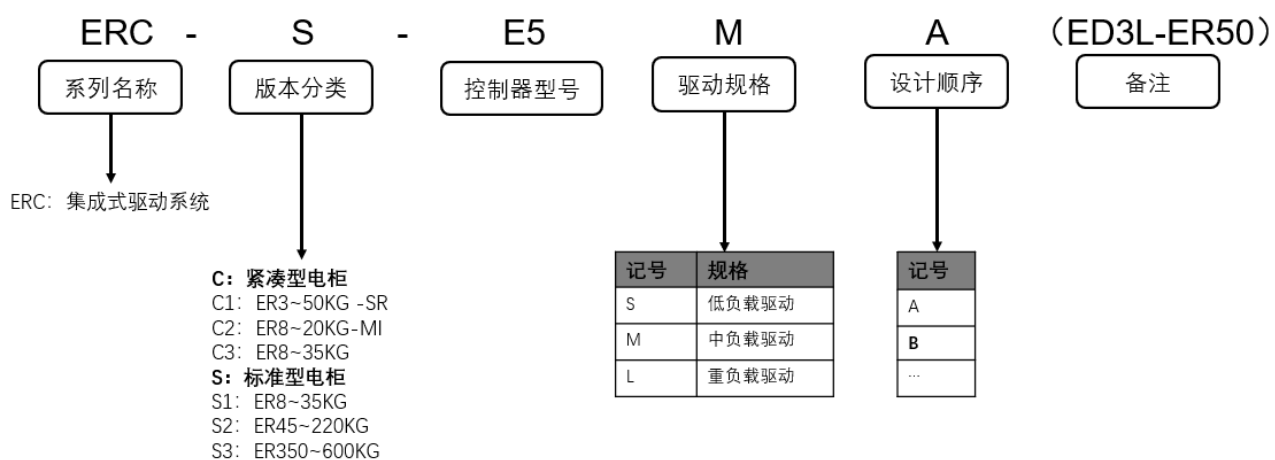 ERC - S - E5 M A （ED3L-ER50）
系列名称 版本分类 控制器型号 驱动规格 设计顺序 备注
ERC：集成式驱动系统
C：紧凑型电柜
C1：ER3~50KG -SR
C2：ER8~20KG-MI
C3：ER8~35KG
S：标准型电柜
S1：ER8~35KG
S2：ER45~220KG
S3：ER350~600KG
记号 规格
S 低负载驱动
M 中负载驱动
L 重负载驱动
记号
A
B
...